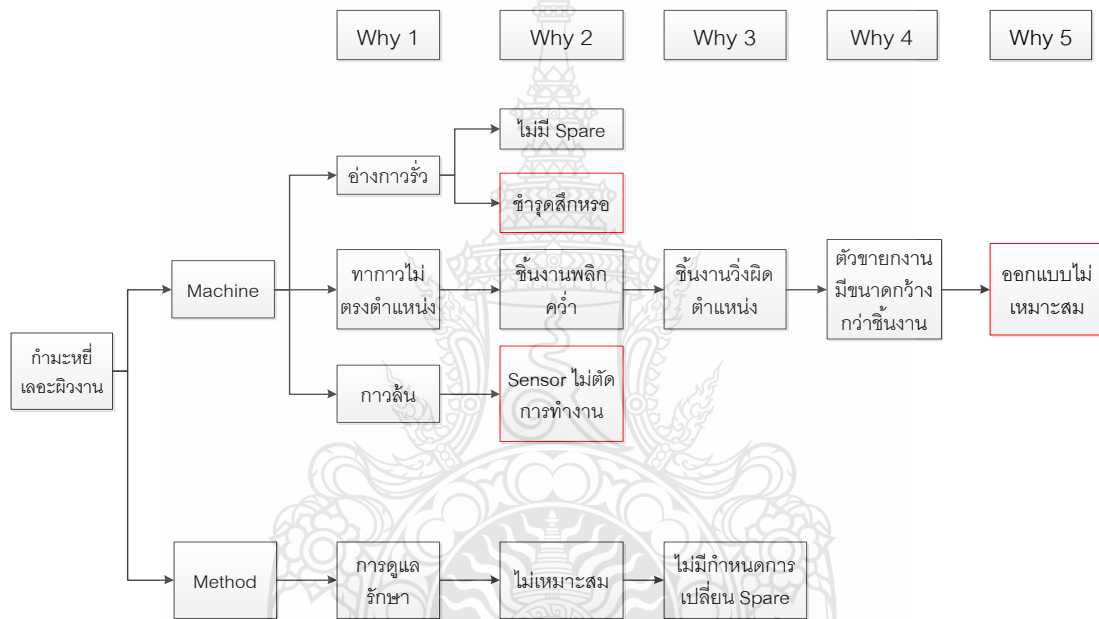 Why 1
Why 2
Why 3
Why 4
Why 5
ไม่มี Spare
อ่างกาวรั่ว
ชำรุดสึกหรอ
Machine
ทากาวไม่
ตรงตำแหน่ง
ชิ้นงานพลิก
คว่ำ
ชิ้นงานวิ่งผิด
ตำแหน่ง
ตัวขายกงาน
มีขนาดกว้าง
กว่าชิ้นงาน
ออกแบบไม่
เหมาะสม
กำมะหยี่
เลอะผิวงาน
กาวล้น
Sensor ไม่ตัด
การทำงาน
Method
การดูแล
รักษา
ไม่เหมาะสม
ไม่มีกำหนดการ
เปลี่ยน Spare